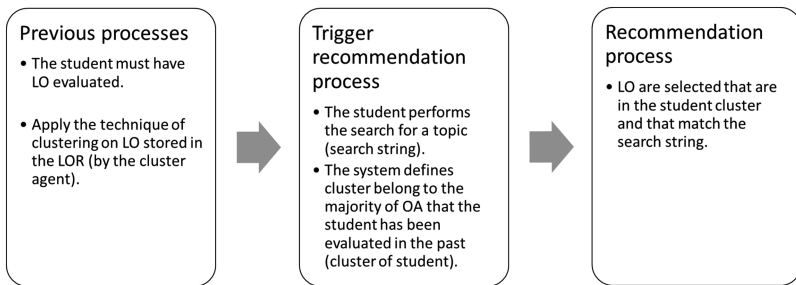 Previous processes
• The student must have
LO evaluated.
• Apply the technique of
clustering on LO stored in
the LOR (by the cluster
agent).
Trigger
recommendation
process
• The student performs
the search for a topic
(search string).
• The system defines
cluster belong to the
majority of OA that the
student has been
evaluated in the past
(cluster of student).
Recommendation
process
• LO are selected that are
in the student cluster
and that match the
search string.